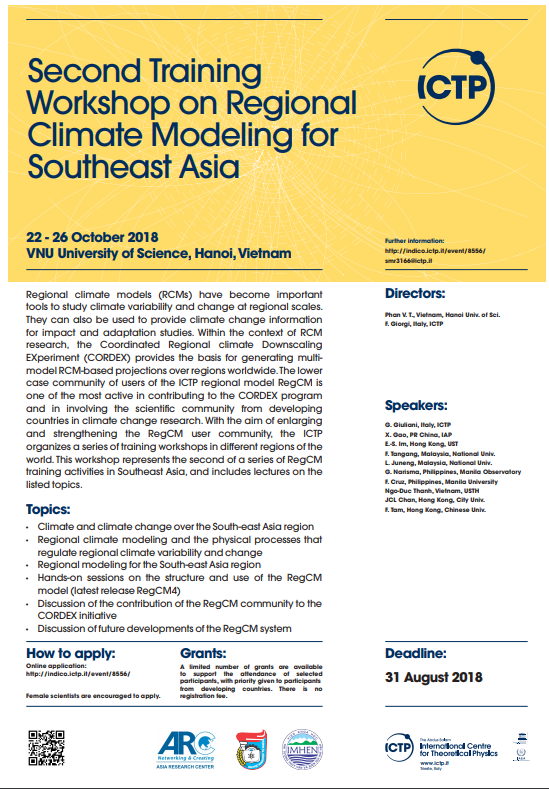 Second Training
Workshop on Regional
Climate Modeling for
Southeast Asia
ICTP
22 - 26 October 2018
VNU University of Science, Hanoi, Vietnam
Further information:
http://indico.ictp.it/event/8556/
smr3166@ictp.it
Regional climate models (RCMs) have become important
tools to study climate variability and change at regional scales.
They can also be used to provide climate change information
for impact and adaptation studies. Within the context of RCM
research, the Coordinated Regional climate Downscaling
EXperiment (CORDEX) provides the basis for generating multi-
model RCM-based projections over regions worldwide. The lower
case community of users of the ICTP regional model RegCM is
one of the most active in contributing to the CORDEX program
and in involving the scientific community from developing
countries in climate change research. With the aim of enlarging
and strengthening the RegCM user community, the ICTP
organizes a series of training workshops in different regions of the
world. This workshop represents the second of a series of RegCM
training activities in Southeast Asia, and includes lectures on the
listed topics.
Topics:
• Climate and climate change over the South-east Asia region
• Regional climate modeling and the physical processes that
regulate regional climate variability and change
• Regional modeling for the South-east Asia region
• Hands-on sessions on the structure and use of the RegCM
model (latest release RegCM4)
• Discussion of the contribution of the RegCM community to the
CORDEX initiative
• Discussion of future developments of the RegCM system
Directors:
Phan V. T., Vietnam, Hanoi Univ. of Sci.
F. Giorgi, Italy, ICTP
Speakers:
G. Giuliani, Italy, ICTP
X. Gao, PR China, IAP
E.-S. Im, Hong Kong, UST
F. Tangang, Malaysia, National Univ.
L. Juneng, Malaysia, National Univ.
G. Narisma, Philippines, Manila Observatory
F. Cruz, Philippines, Manila University
Ngo-Duc Thanh, Vietnam, USTH
JCL Chan, Hong Kong, City Univ.
F. Tam, Hong Kong, Chinese Univ.
How to apply:
Online application:
http://indico.ictp.it/event/8556/
Female scientists are encouraged to apply.
Grants:
A limited number of grants are available
to support the attendance of selected
participants, with priority given to participants
from developing countries. There is no
registration fee.
Deadline:
31 August 2018
ARC
Networking & Creating
ASIA RESEARCH CENTER
IMHEN
ICTP
The Abdus Salam
International Centre
for Theoretical Physics
www.ictp.it
Trieste, Italy